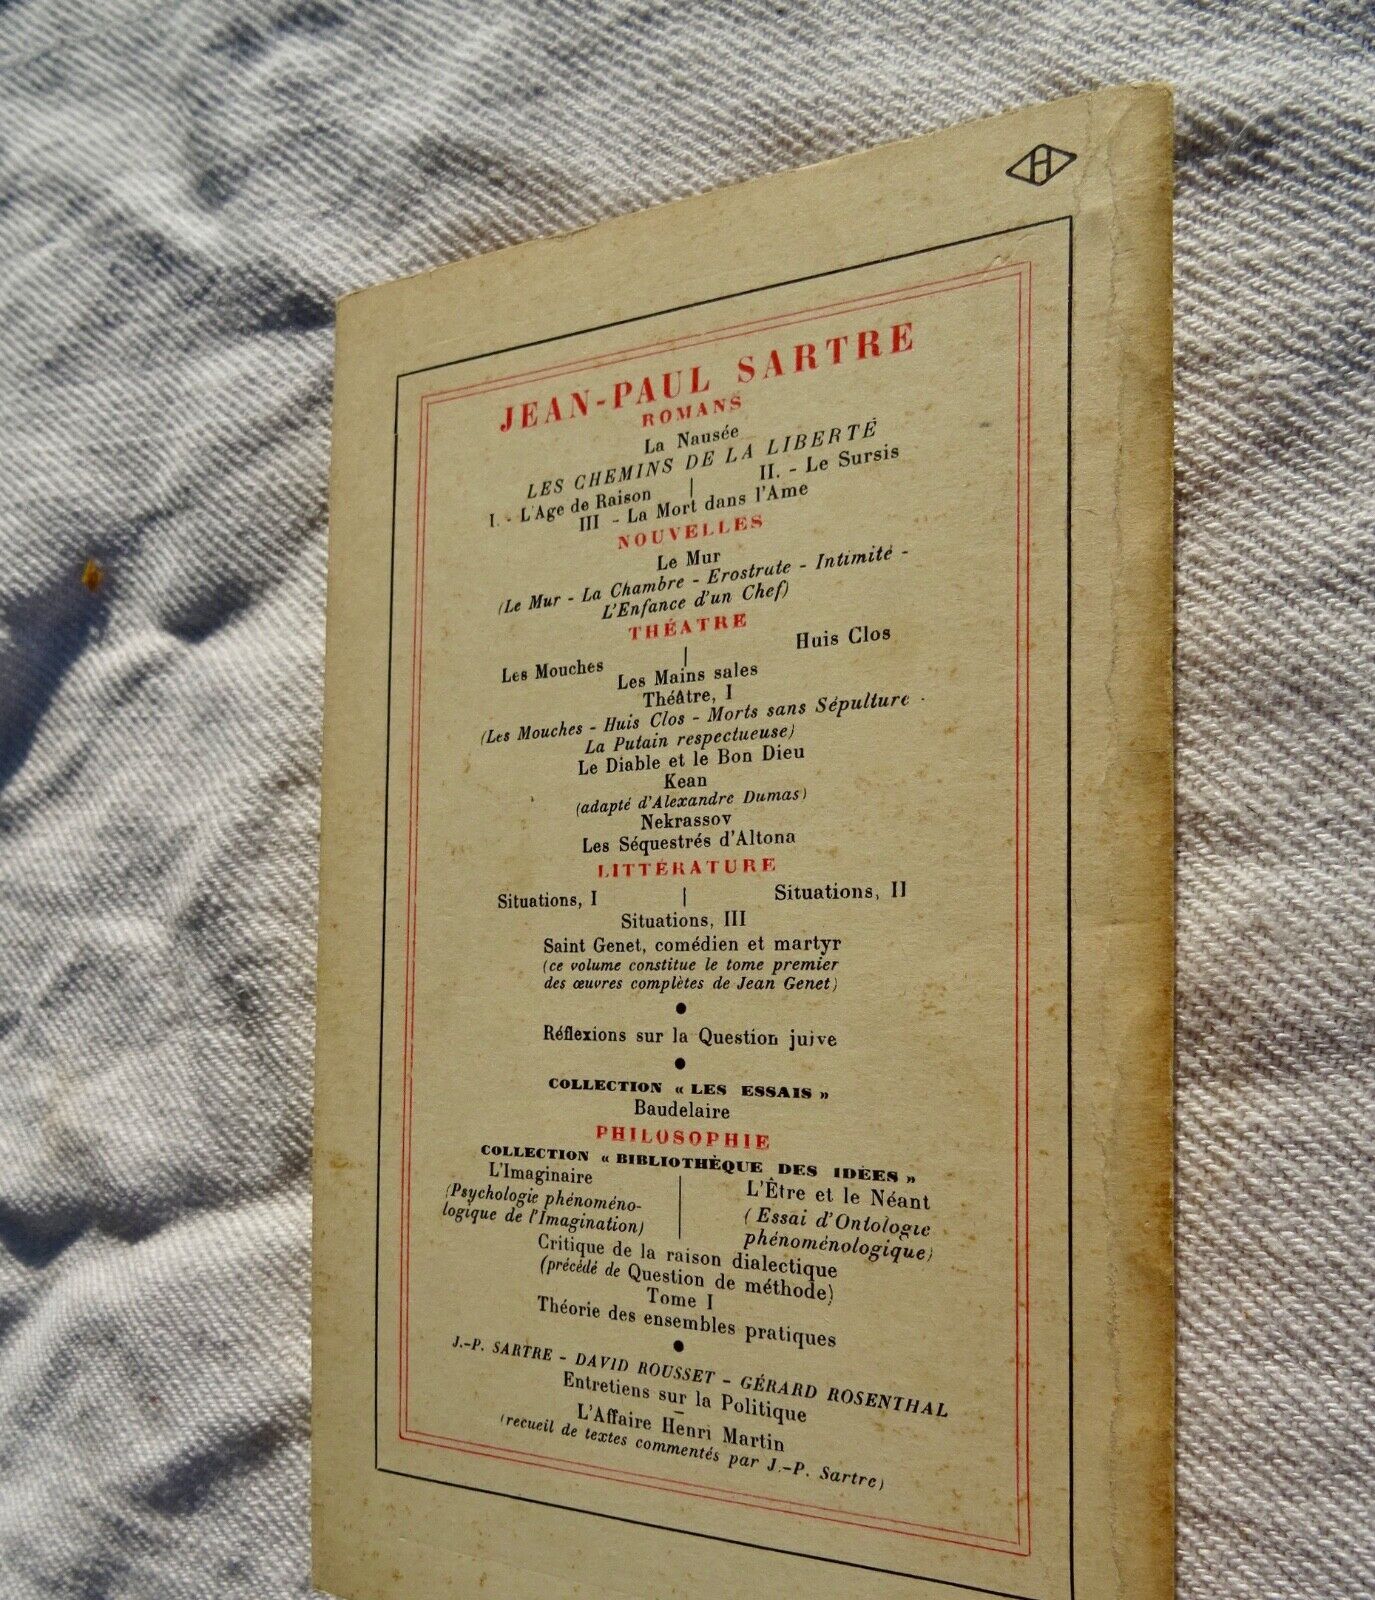 H
JEAN-PAUL SARTRE
ROMANS
La Nausée
LES CHEMINS DE LA LIBERTÉ
I. - L'Age de Raison | II. - Le Sursis
III - La Mort dans l'Ame
NOUVELLES
Le Mur
(Le Mur - La Chambre - Erostrate - Intimité -
L'Enfance d'un Chef)
THÉATRE
Les Mouches | Huis Clos
Les Mains sales
Théâtre, I
(Les Mouches - Huis Clos - Morts sans Sépulture -
La Putain respectueuse)
Le Diable et le Bon Dieu
Kean
(adapté d'Alexandre Dumas)
Nekrassov
Les Séquestrés d'Altona
LITTÉRATURE
Situations, I | Situations, II
Situations, III
Saint Genet, comédien et martyr
(ce volume constitue le tome premier
des œuvres complètes de Jean Genet)
●
Réflexions sur la Question juive
●
COLLECTION « LES ESSAIS »
Baudelaire
PHILOSOPHIE
COLLECTION « BIBLIOTHÈQUE DES IDÉES »
L'Imaginaire
(Psychologie phénoméno-
logique de l'Imagination)
L'Être et le Néant
(Essai d'Ontologie
phénoménologique)
Critique de la raison dialectique
(précédé de Question de méthode)
Tome I
Théorie des ensembles pratiques
●
J.-P. SARTRE - DAVID ROUSSET - GÉRARD ROSENTHAL
Entretiens sur la Politique
L'Affaire Henri Martin
(recueil de textes commentés par J.-P. Sartre)